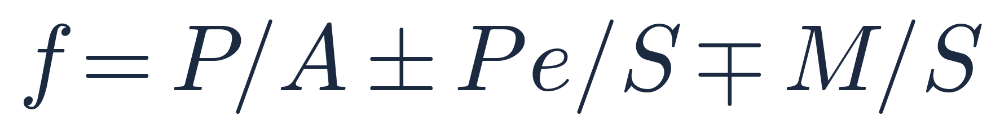 f = P/A ± Pe/S ∓ M/S